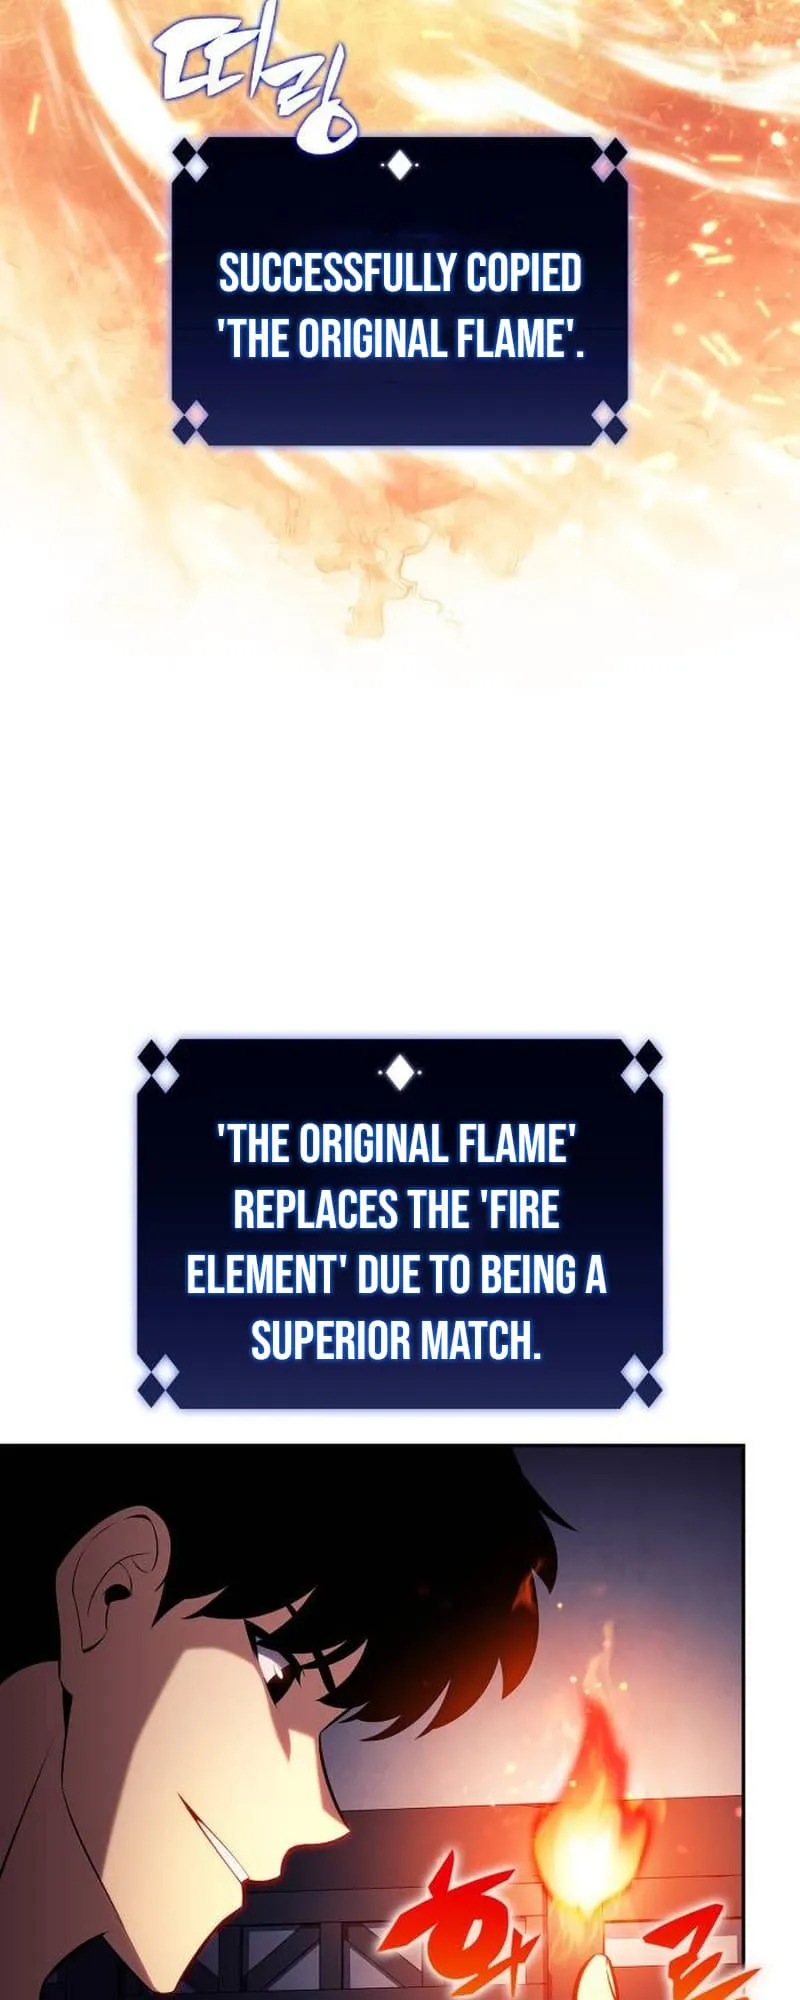 띠링
SUCCESSFULLY COPIED
'THE ORIGINAL FLAME'.
'THE ORIGINAL FLAME'
REPLACES THE 'FIRE
ELEMENT' DUE TO BEING A
SUPERIOR MATCH.
화